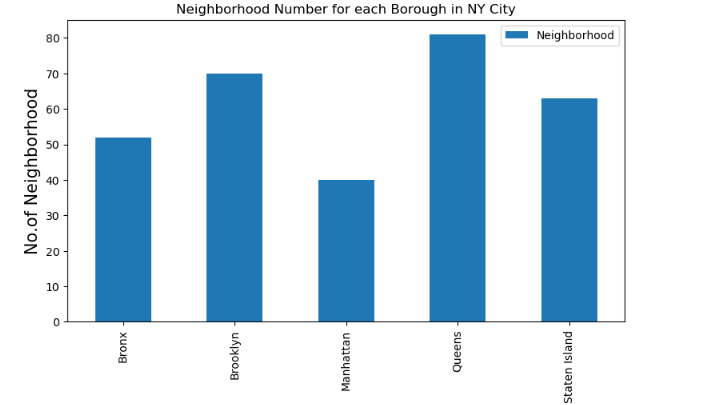 Neighborhood Number for each Borough in NY City
Neighborhood
No.of Neighborhood
80
70
60
50
40
30
20
10
0
Bronx
Brooklyn
Manhattan
Queens
Staten Island